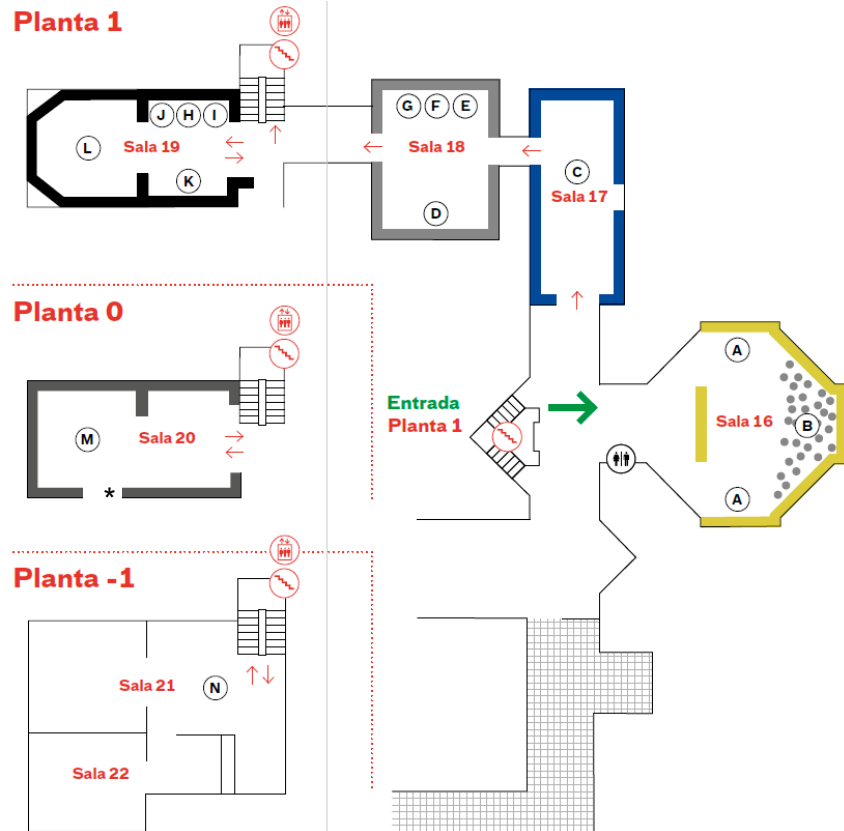 Planta 1
J H I
L
Sala 19
K
G F E
Sala 18
D
C
Sala 17
Planta 0
M
Sala 20
*
Entrada
Planta 1
A
Sala 16
B
A
Planta -1
Sala 21
N
Sala 22